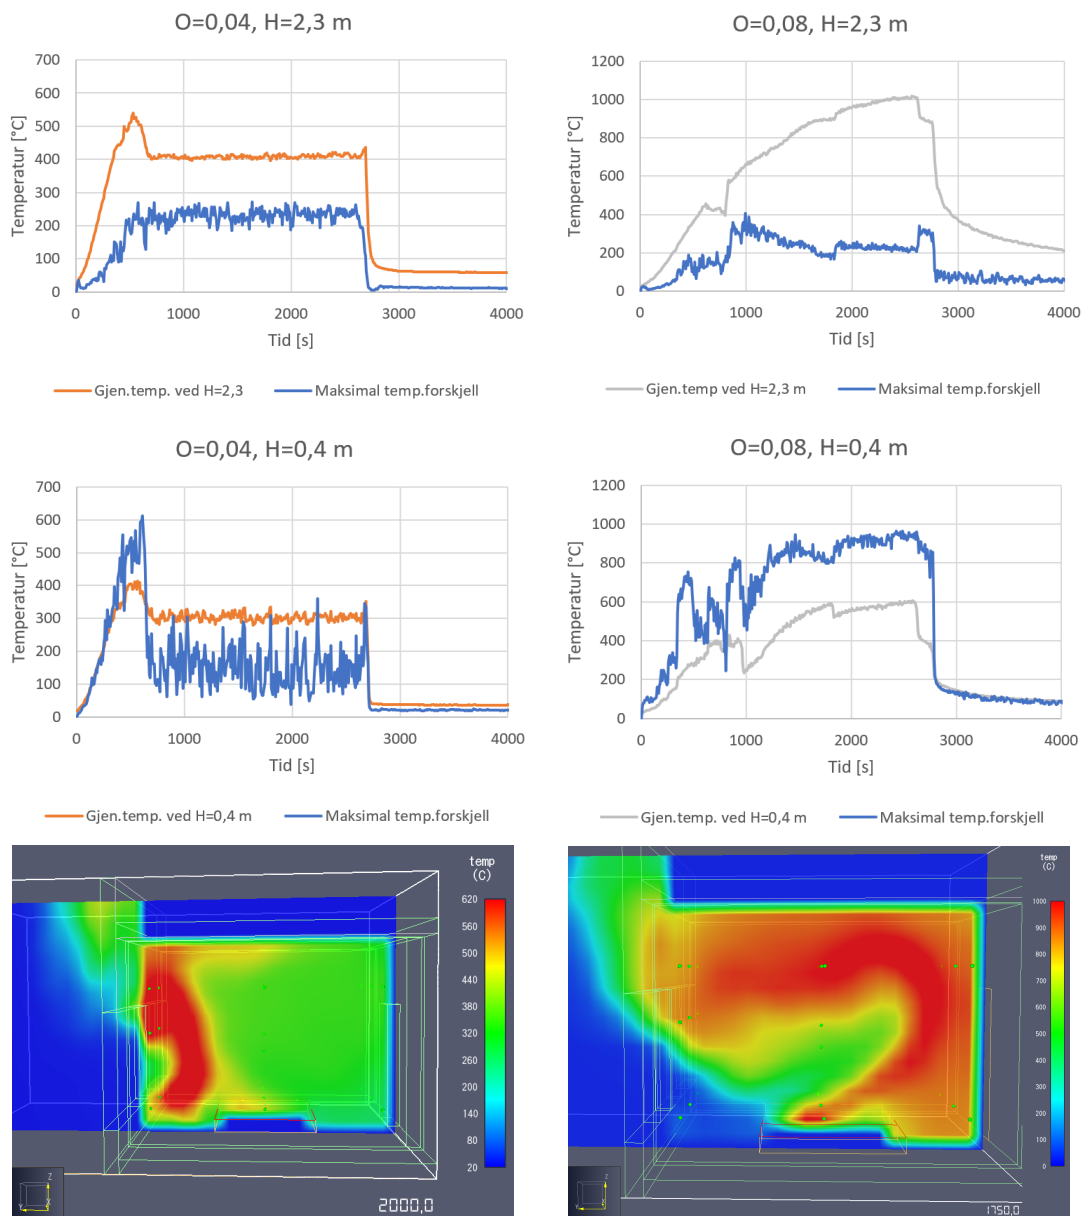 O=0,04, H=2,3 m
700
600
500
400
300
200
100
0
Temperatur [°C]
0 1000 2000 3000 4000
Tid [s]
Gjen.temp. ved H=2,3 Maksimal temp.forskjell
O=0,08, H=2,3 m
1200
1000
800
600
400
200
0
Temperatur [°C]
0 1000 2000 3000 4000
Tid [s]
Gjen.temp ved H=2,3 m Maksimal temp.forskjell
O=0,04, H=0,4 m
700
600
500
400
300
200
100
0
Temperatur [°C]
0 1000 2000 3000 4000
Tid [s]
Gjen.temp. ved H=0,4 m Maksimal temp.forskjell
O=0,08, H=0,4 m
1200
1000
800
600
400
200
0
Temperatur [°C]
0 1000 2000 3000 4000
Tid [s]
Gjen.temp. ved H=0,4 m Maksimal temp.forskjell
temp
(C)
620
560
500
440
380
320
260
200
140
80
20
Z
2000,0
temp
(C)
1000
900
800
700
600
500
400
300
200
100
0
Z
1750,0